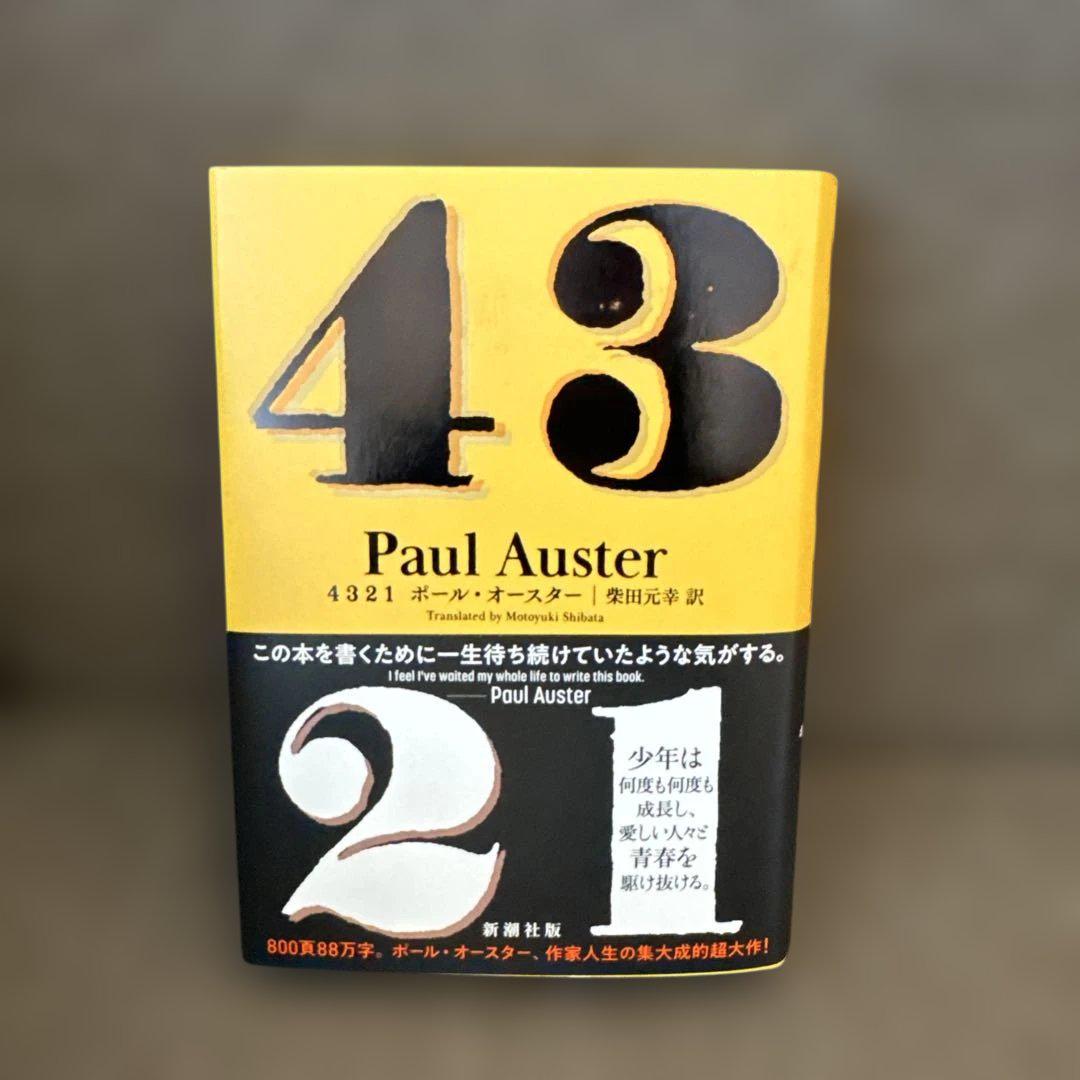 43
Paul Auster
4321 ポール・オースター｜柴田元幸 訳
Translated by Motoyuki Shibata
この本を書くために一生待ち続けていたような気がする。
I feel I've waited my whole life to write this book.
—— Paul Auster
21
少年は
何度も何度も
成長し、
愛しい人々と
青春を
駆け抜ける。
新潮社版
800頁88万字。ポール・オースター、作家人生の集大成的超大作！